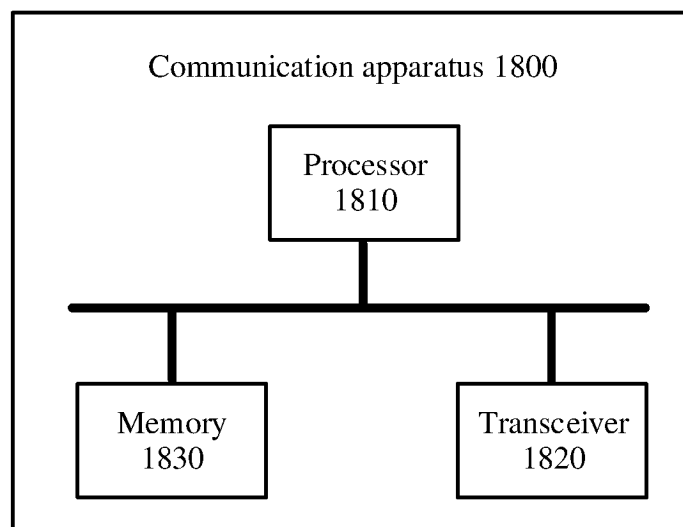 Communication apparatus 1800
Processor
1810
Memory
1830
Transceiver
1820